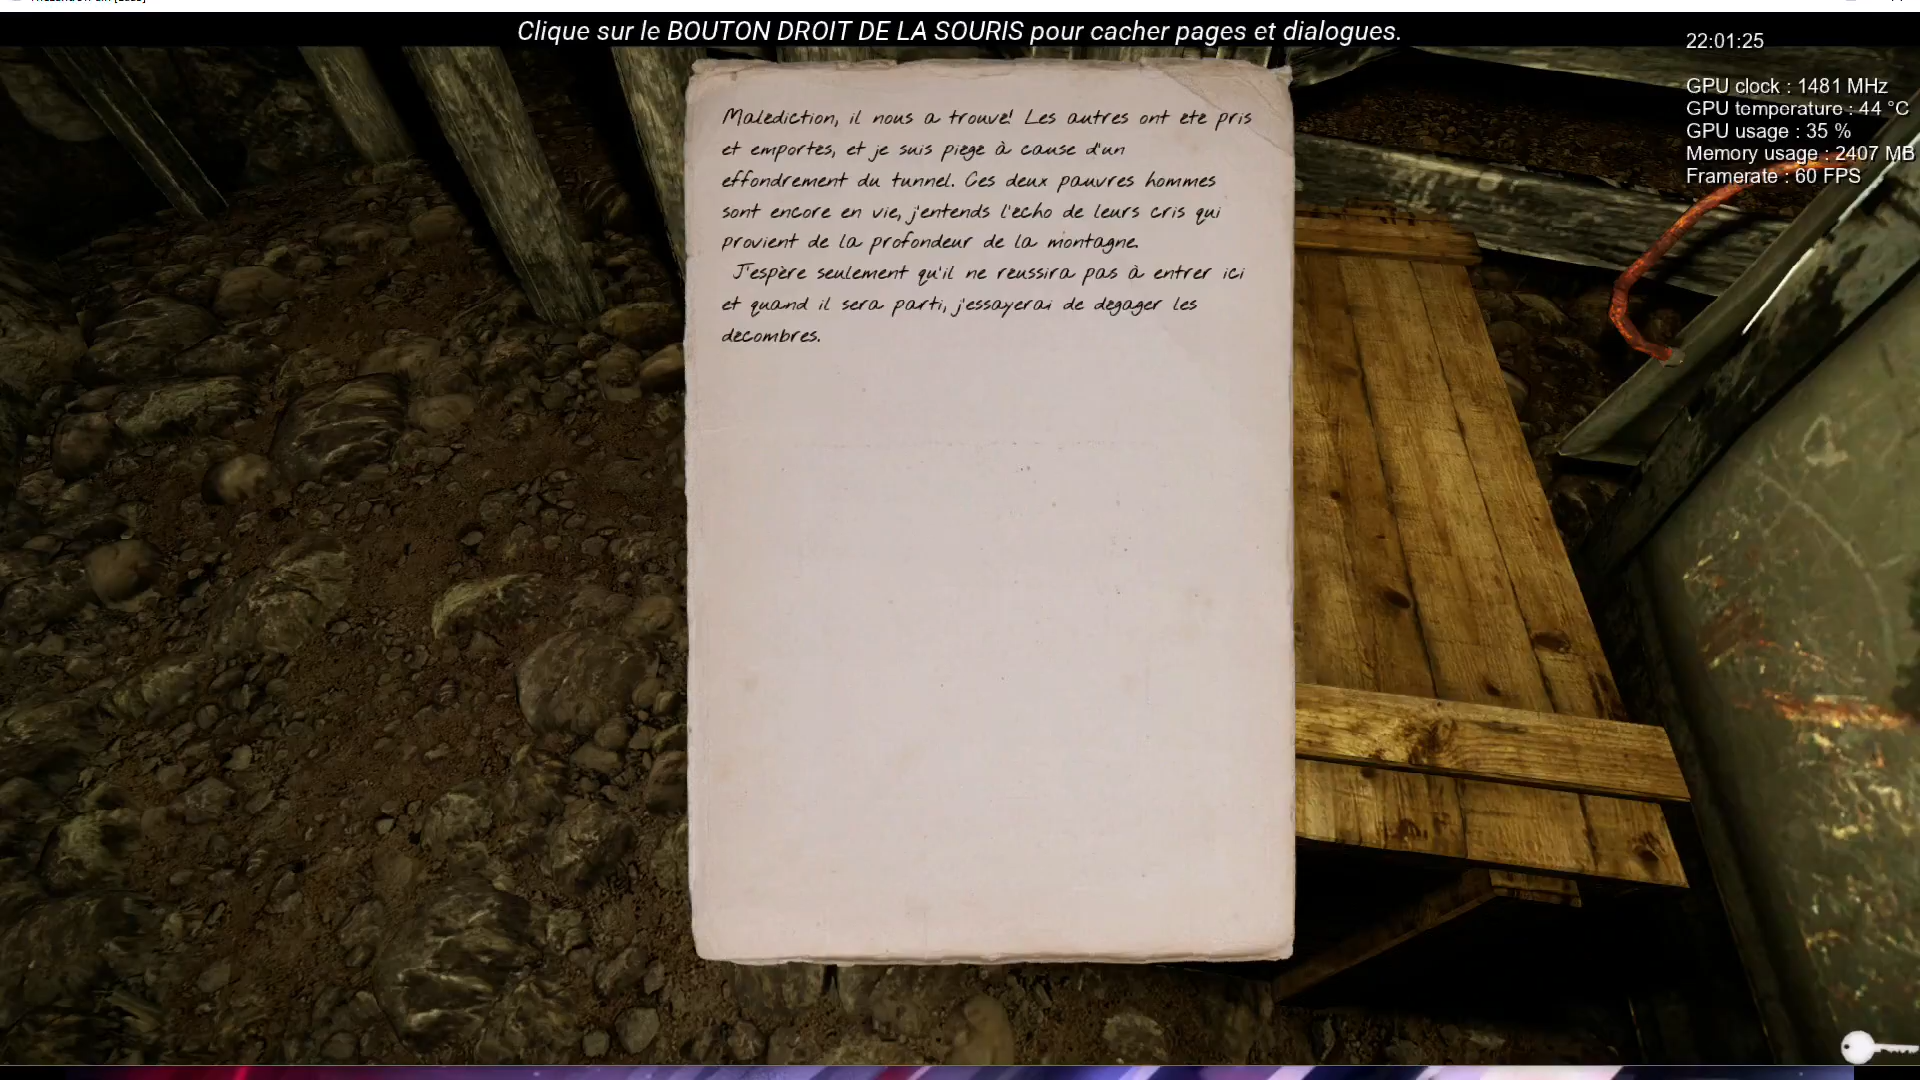 Clique sur le BOUTON DROIT DE LA SOURIS pour cacher pages et dialogues.
22:01:25
GPU clock : 1481 MHz
GPU temperature : 44 °C
GPU usage : 35 %
Memory usage : 2407 MB
Framerate : 60 FPS
Malediction, il nous a trouvé! Les autres ont ete pris
et emportes, et je suis piege à cause d'un
effondrement du tunnel. Ces deux pauvres hommes
sont encore en vie, j'entends l'echo de leurs cris qui
provient de la profondeur de la montagne.
J'espère seulement qu'il ne reussira pas à entrer ici
et quand il sera parti, j'essayerai de degager les
decombres.